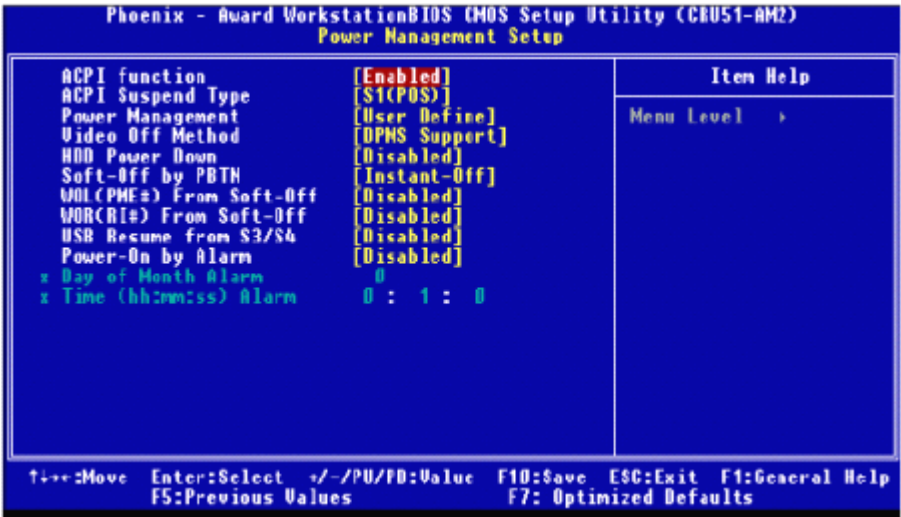 Phoenix - Award WorkstationBIOS CMOS Setup Utility (CRU51-AM2)
Power Management Setup
ACPI function [Enabled]
ACPI Suspend Type [S1(POS)]
Power Management [User Define]
Video Off Method [DPMS Support]
HDD Power Down [Disabled]
Soft-Off by PBTN [Instant-Off]
WOL(PME#) From Soft-Off [Disabled]
WOR(RI#) From Soft-Off [Disabled]
USB Resume from S3/S4 [Disabled]
Power-On by Alarm [Disabled]
x Day of Month Alarm 0
x Time (hh:mm:ss) Alarm 0 : 1 : 0
Item Help
Menu Level ▸
↑↓→←:Move Enter:Select +/-/PU/PD:Value F10:Save ESC:Exit F1:General Help
F5:Previous Values F7: Optimized Defaults